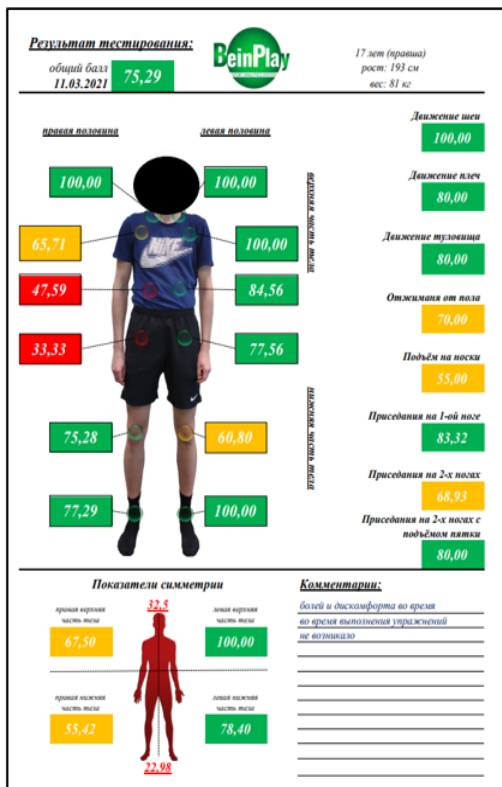 Результат тестирования:
общий балл
11.03.2021
75,29
BeinPlay
17 лет (правша)
рост: 193 см
вес: 81 кг
правая половина
левая половина
100,00
100,00
65,71
100,00
47,59
84,56
33,33
77,56
75,28
60,80
77,29
100,00
верхняя часть тела
нижняя часть тела
Движение шеи
100,00
Движение плеч
80,00
Движение туловища
80,00
Отжиманя от пола
70,00
Подъём на носки
55,00
Приседания на 1-ой ноге
83,32
Приседания на 2-х ногах
68,93
Приседания на 2-х ногах с
подъёмом пятки
80,00
Показатели симметрии
правая верхняя
часть тела
67,50
32,5
левая верхняя
часть тела
100,00
правая нижняя
часть тела
55,42
левая нижняя
часть тела
78,40
22,98
Комментарии:
болей и дискомфорта во время
во время выполнения упражнений
не возникало